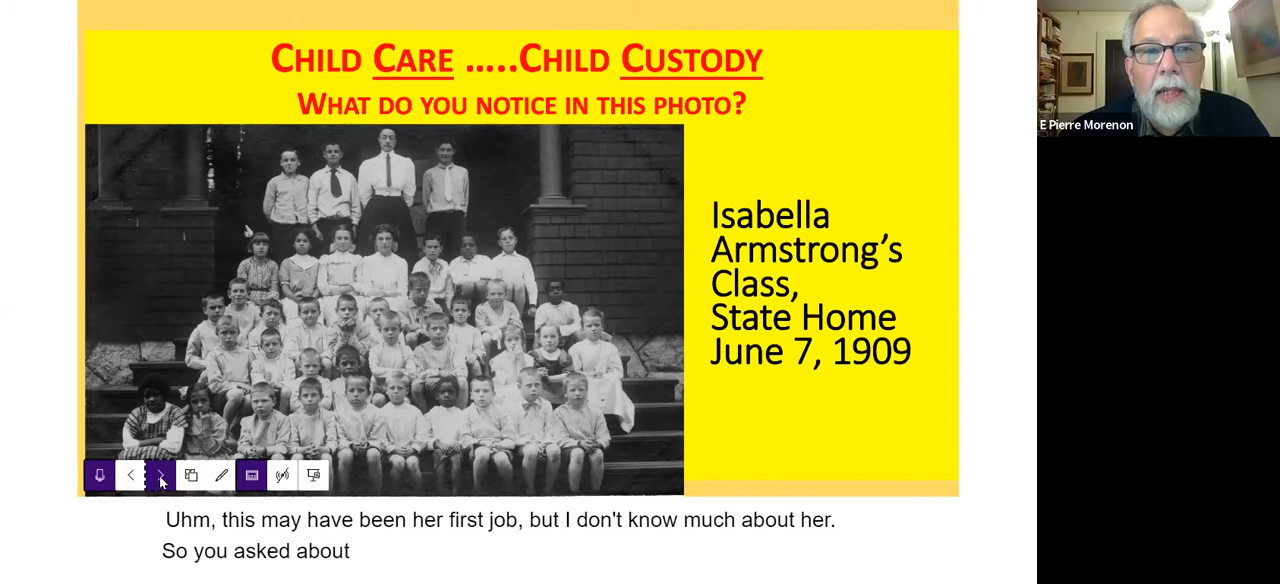 CHILD CARE .....CHILD CUSTODY
WHAT DO YOU NOTICE IN THIS PHOTO?
Isabella
Armstrong's
Class,
State Home
June 7, 1909
E Pierre Morenon
Uhm, this may have been her first job, but I don't know much about her.
So you asked about